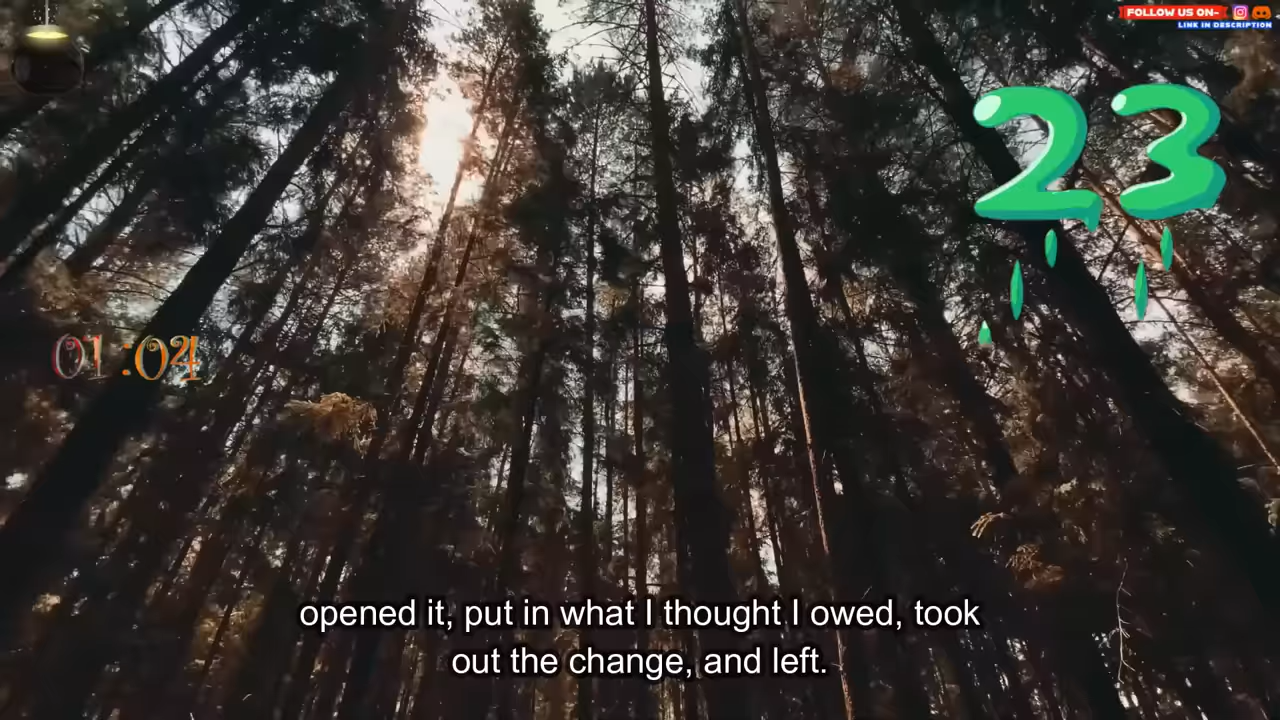 FOLLOW US ON-
LINK IN DESCRIPTION
23
01:04
opened it, put in what I thought I owed, took
out the change, and left.